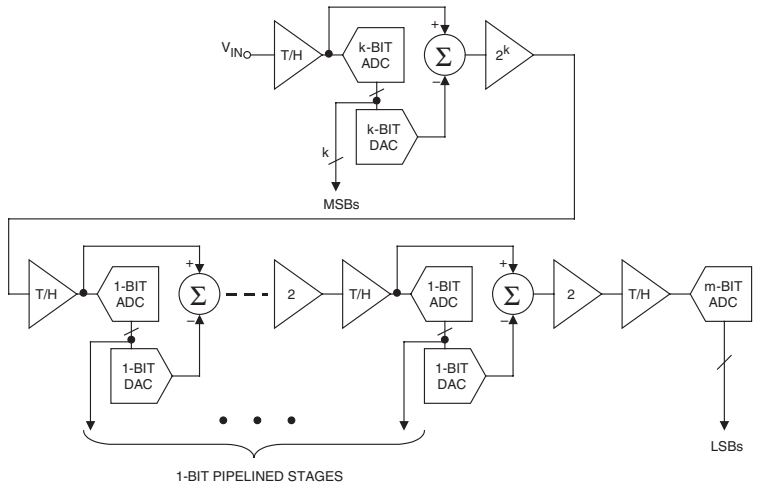 V_IN
T/H
k-BIT
ADC
+
Σ
−
2^k
k-BIT
DAC
k
MSBs
T/H
1-BIT
ADC
+
Σ
−
1-BIT
DAC
2
T/H
1-BIT
ADC
+
Σ
−
1-BIT
DAC
2
T/H
m-BIT
ADC
LSBs
1-BIT PIPELINED STAGES